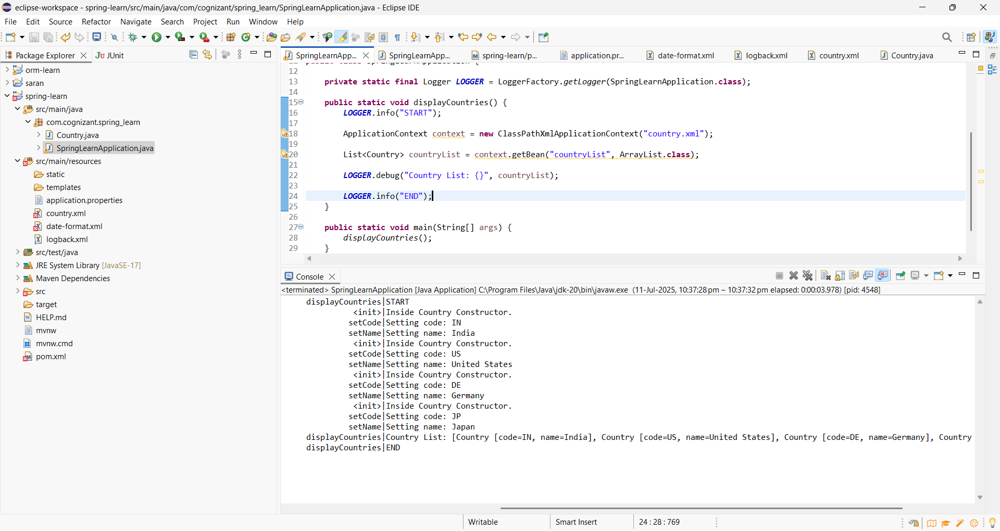 eclipse-workspace - spring-learn/src/main/java/com/cognizant/spring_learn/SpringLearnApplication.java - Eclipse IDE
File Edit Source Refactor Navigate Search Project Run Window Help
Package Explorer
JUnit
orm-learn
saran
spring-learn
src/main/java
com.cognizant.spring_learn
Country.java
SpringLearnApplication.java
src/main/resources
static
templates
application.properties
country.xml
date-format.xml
logback.xml
src/test/java
JRE System Library [JavaSE-17]
Maven Dependencies
src
target
HELP.md
mvnw
mvnw.cmd
pom.xml
SpringLearnApp... SpringLearnApp... spring-learn/p... application.pr... date-format.xml logback.xml country.xml Country.java
12
13 private static final Logger LOGGER = LoggerFactory.getLogger(SpringLearnApplication.class);
14
15 public static void displayCountries() {
16 LOGGER.info("START");
17
18 ApplicationContext context = new ClassPathXmlApplicationContext("country.xml");
19
20 List<Country> countryList = context.getBean("countryList", ArrayList.class);
21
22 LOGGER.debug("Country List: {}", countryList);
23
24 LOGGER.info("END");
25 }
26
27 public static void main(String[] args) {
28 displayCountries();
29 }
Console
<terminated> SpringLearnApplication [Java Application] C:\Program Files\Java\jdk-20\bin\javaw.exe (11-Jul-2025, 10:37:28 pm – 10:37:32 pm elapsed: 0:00:03.978) [pid: 4548]
displayCountries|START
<init>|Inside Country Constructor.
setCode|Setting code: IN
setName|Setting name: India
<init>|Inside Country Constructor.
setCode|Setting code: US
setName|Setting name: United States
<init>|Inside Country Constructor.
setCode|Setting code: DE
setName|Setting name: Germany
<init>|Inside Country Constructor.
setCode|Setting code: JP
setName|Setting name: Japan
displayCountries|Country List: [Country [code=IN, name=India], Country [code=US, name=United States], Country [code=DE, name=Germany], Country
displayCountries|END
Writable Smart Insert 24 : 28 : 769